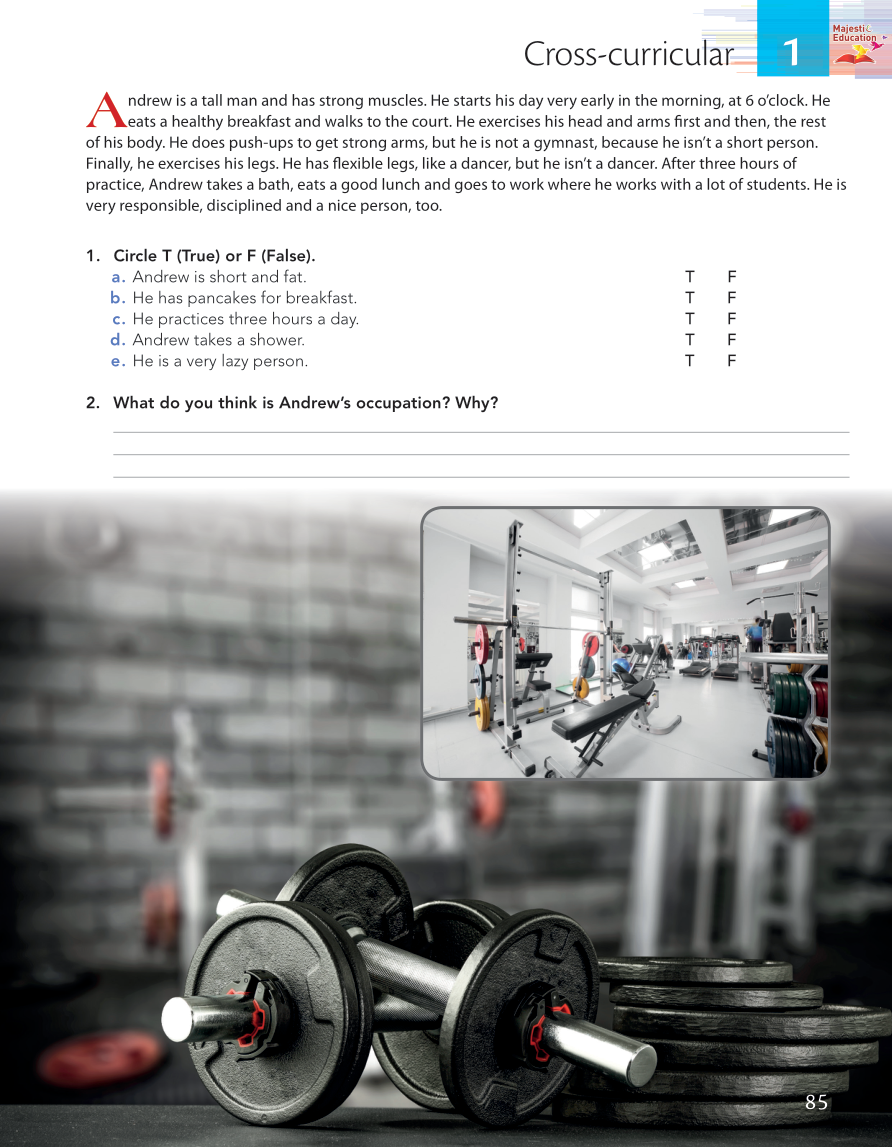 Majestic
Education
Cross-curricular 1
Andrew is a tall man and has strong muscles. He starts his day very early in the morning, at 6 o’clock. He
eats a healthy breakfast and walks to the court. He exercises his head and arms first and then, the rest
of his body. He does push-ups to get strong arms, but he is not a gymnast, because he isn’t a short person.
Finally, he exercises his legs. He has flexible legs, like a dancer, but he isn’t a dancer. After three hours of
practice, Andrew takes a bath, eats a good lunch and goes to work where he works with a lot of students. He is
very responsible, disciplined and a nice person, too.
1. Circle T (True) or F (False).
a. Andrew is short and fat. T F
b. He has pancakes for breakfast. T F
c. He practices three hours a day. T F
d. Andrew takes a shower. T F
e. He is a very lazy person. T F
2. What do you think is Andrew’s occupation? Why?
85